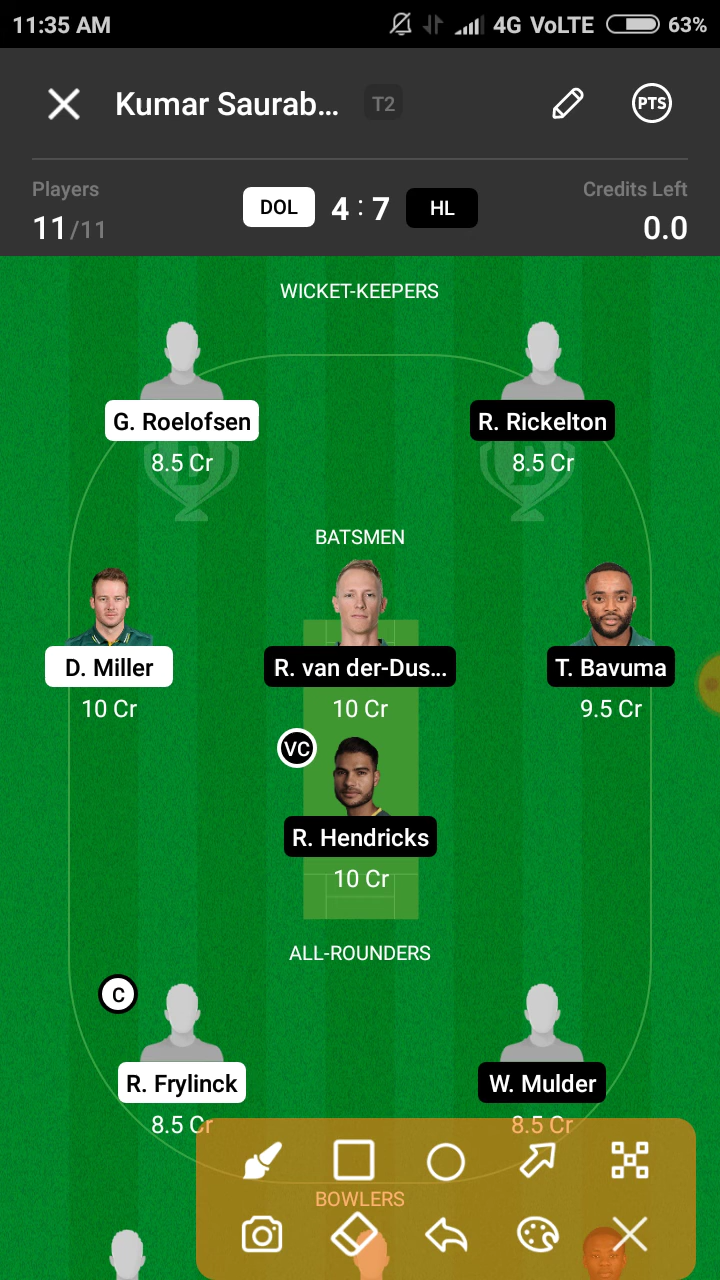 11:35 AM 4G VoLTE 63%
Kumar Saurab... T2 PTS
Players Credits Left
11/11 DOL 4 : 7 HL 0.0
WICKET-KEEPERS
G. Roelofsen R. Rickelton
8.5 Cr 8.5 Cr
BATSMEN
D. Miller R. van der-Dus... T. Bavuma
10 Cr 10 Cr 9.5 Cr
VC
R. Hendricks
10 Cr
ALL-ROUNDERS
C
R. Frylinck W. Mulder
8.5 Cr 8.5 Cr
BOWLERS